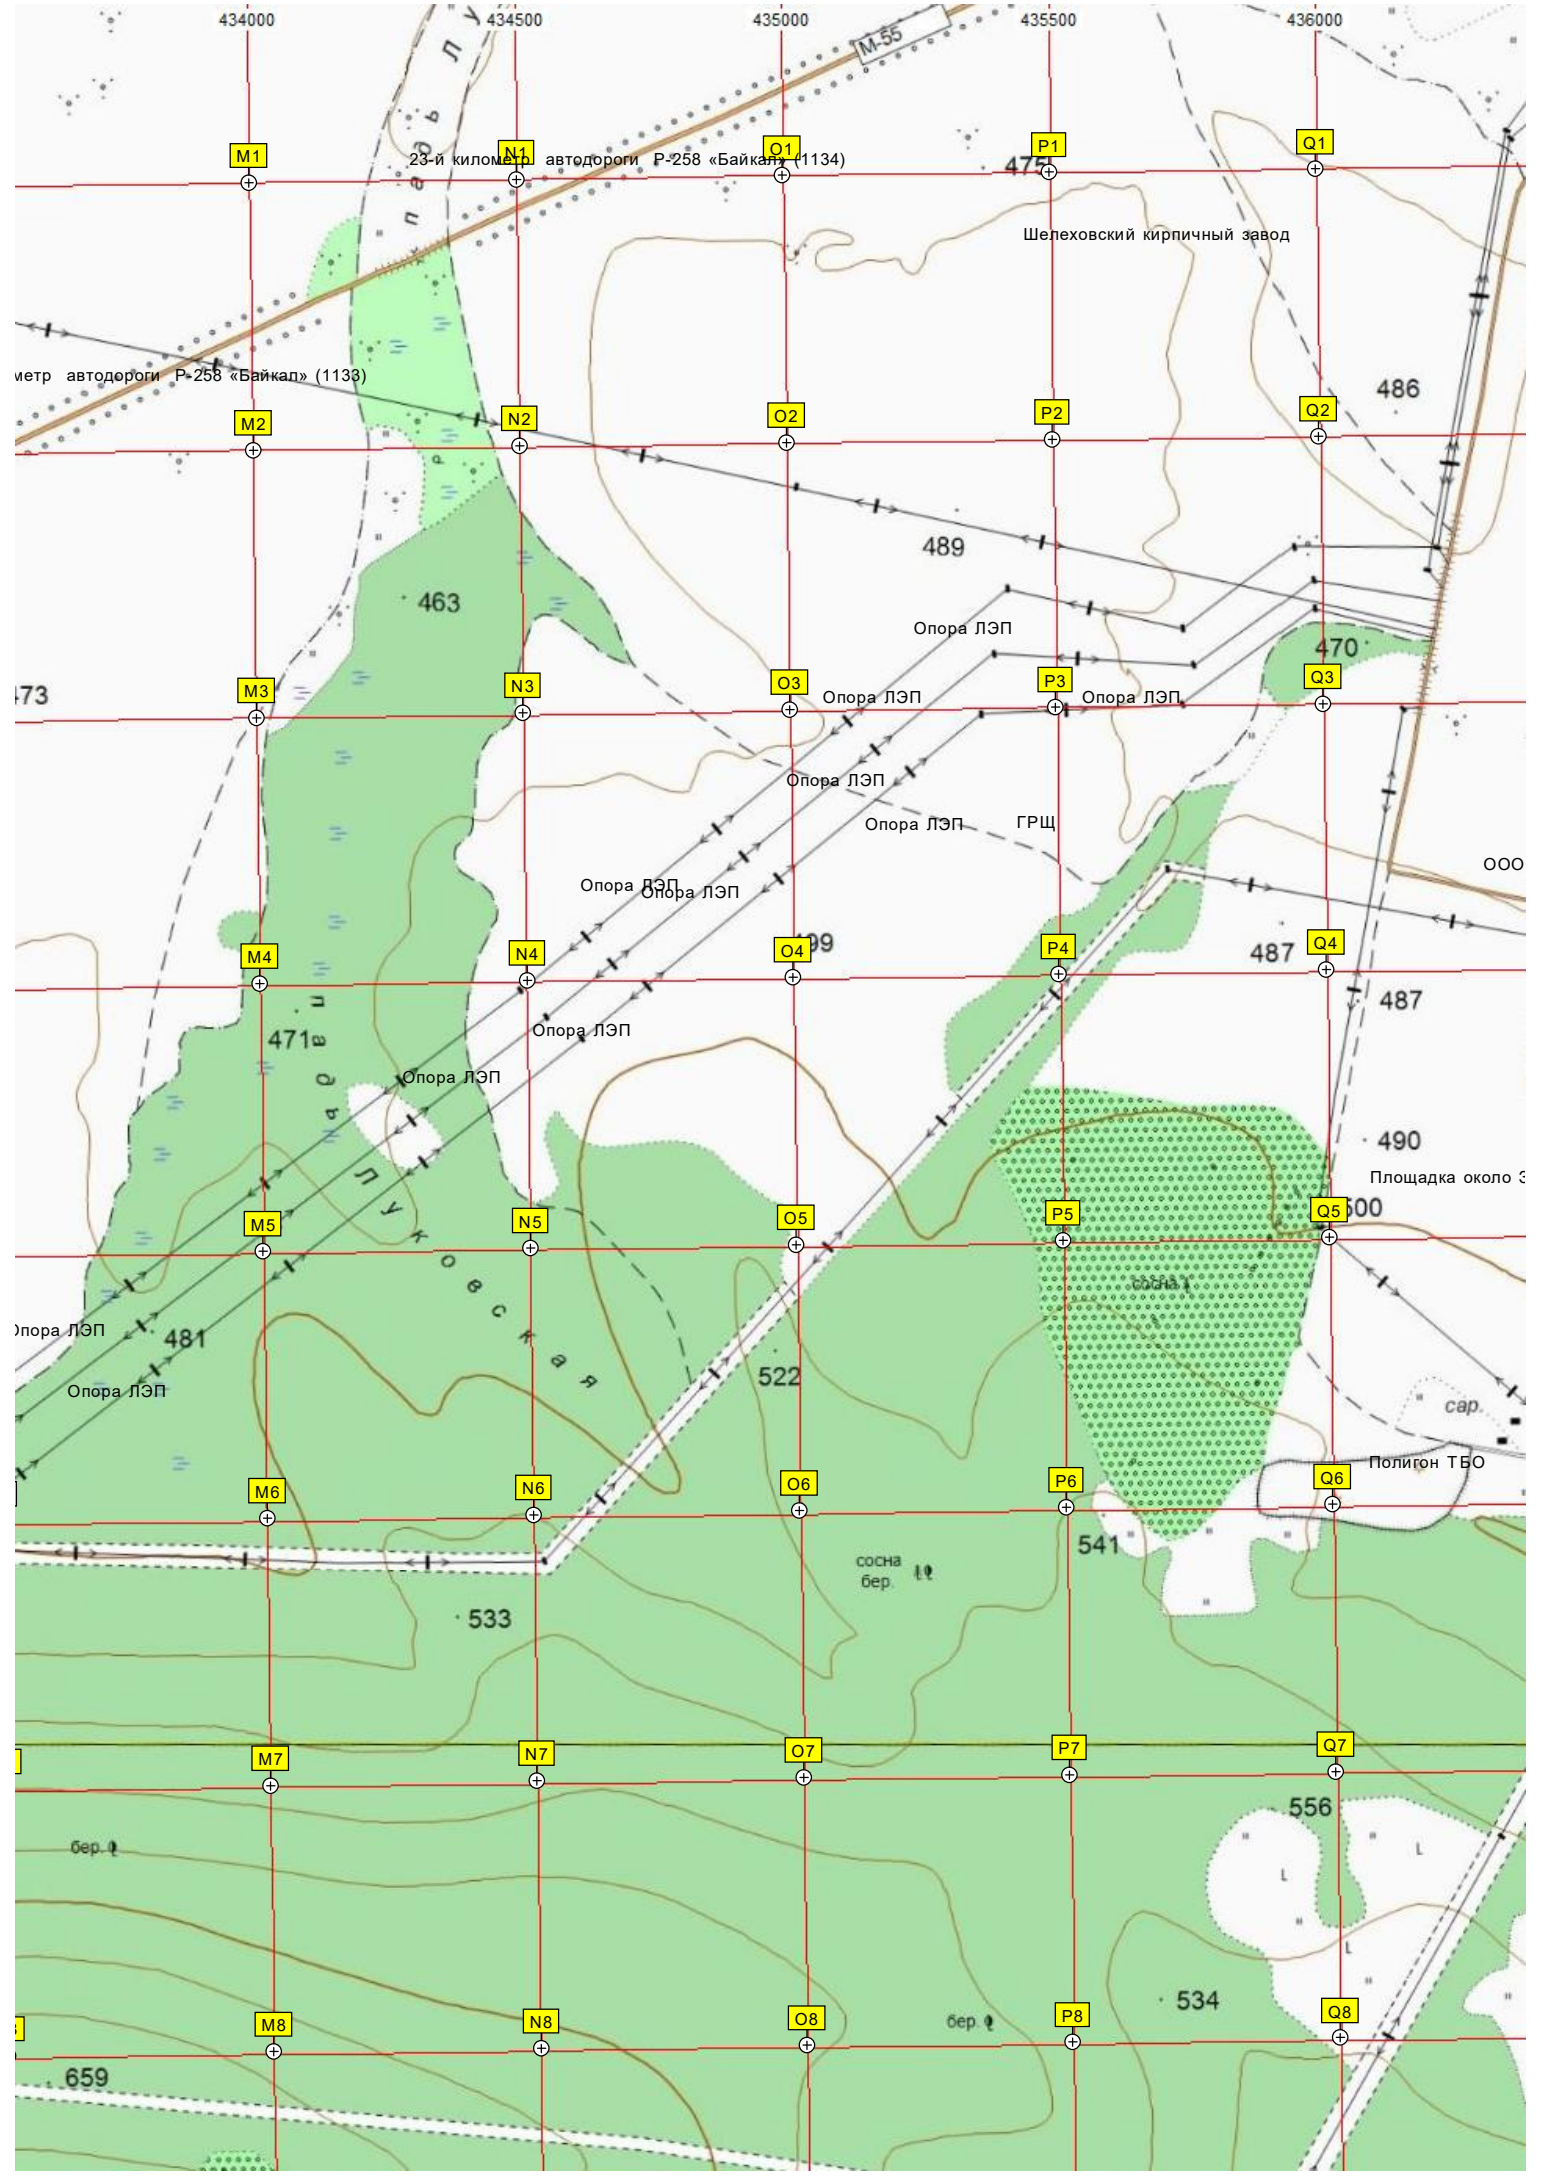 434000 434500 435000 435500 436000
М-55
падь Лу
M1 N1 O1 P1 Q1
23-й километр автодороги Р-258 «Байкал» (1134)
475
Шелеховский кирпичный завод
метр автодороги Р-258 «Байкал» (1133)
486
M2 N2 O2 P2 Q2
489
463
Опора ЛЭП
470
473
M3 N3 O3 P3 Q3
Опора ЛЭП
Опора ЛЭП
Опора ЛЭП
Опора ЛЭП
ГРЩ
ООО
Опора ЛЭП
Опора ЛЭП
99
M4 N4 O4 P4 Q4
487
487
Опора ЛЭП
471
Опора ЛЭП
490
Площадка около Э
падь Луковская
M5 N5 O5 P5 Q5
500
сосна
Опора ЛЭП
481
522
Опора ЛЭП
сар.
Полигон ТБО
M6 N6 O6 P6 Q6
541
сосна
бер.
533
M7 N7 O7 P7 Q7
556
бер.
534
M8 N8 O8 P8 Q8
бер.
659